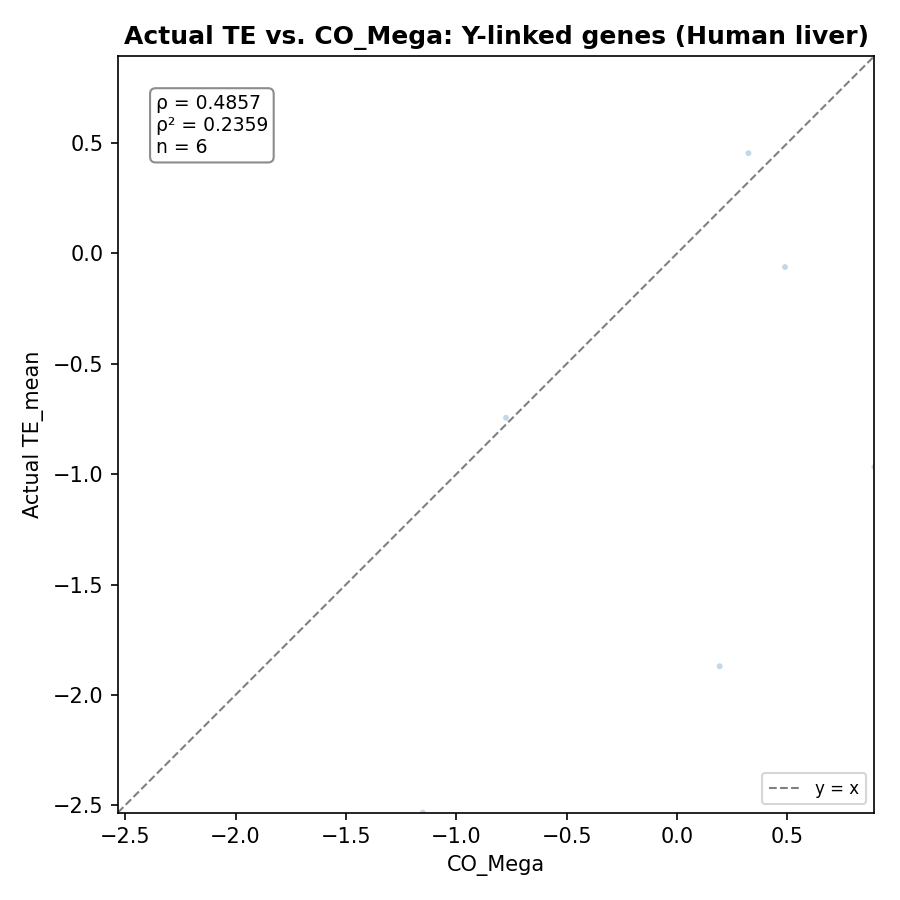 Actual TE vs. CO_Mega: Y-linked genes (Human liver)
ρ = 0.4857
ρ² = 0.2359
n = 6
0.5
0.0
−0.5
−1.0
−1.5
−2.0
−2.5
Actual TE_mean
y = x
−2.5
−2.0
−1.5
−1.0
−0.5
0.0
0.5
CO_Mega